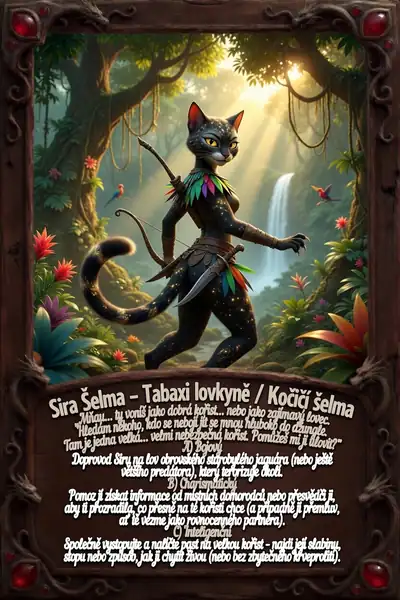 Sira Šelma – Tabaxi lovkyně / Kočičí šelma
"Mňau... ty voníš jako dobrá kořist... nebo jako zajímavý lovec.
"Hledám někoho, kdo se nebojí jít se mnou hluboko do džungle.
Tam je jedna velká... velmi nebezpečná kořist. Pomůžeš mi ji ulovit?"
A) Bojový
Doprovod Siry na lov obrovského starobylého jaguára (nebo ještě
většího predátora), který terorizuje okolí.
B) Charismatický
Pomoz jí získat informace od místních domorodců nebo přesvědči ji,
aby ti prozradila, co přesně na té kořisti chce (a případně ji přemluv,
ať tě vezme jako rovnocenného partnera).
C) Inteligenční
Společně vystopujte a nalíčte past na velkou kořist – najdi její slabiny,
stopu nebo způsob, jak ji chytit živou (nebo bez zbytečného krveprolití).